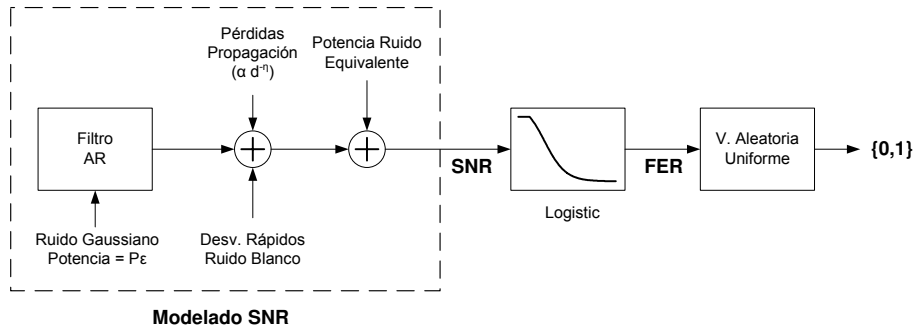 Pérdidas
Propagación
(α d⁻ⁿ)
Potencia Ruido
Equivalente
Filtro
AR
SNR
FER
V. Aleatoria
Uniforme
{0,1}
Logistic
Ruido Gaussiano
Potencia = Pε
Desv. Rápidos
Ruido Blanco
Modelado SNR